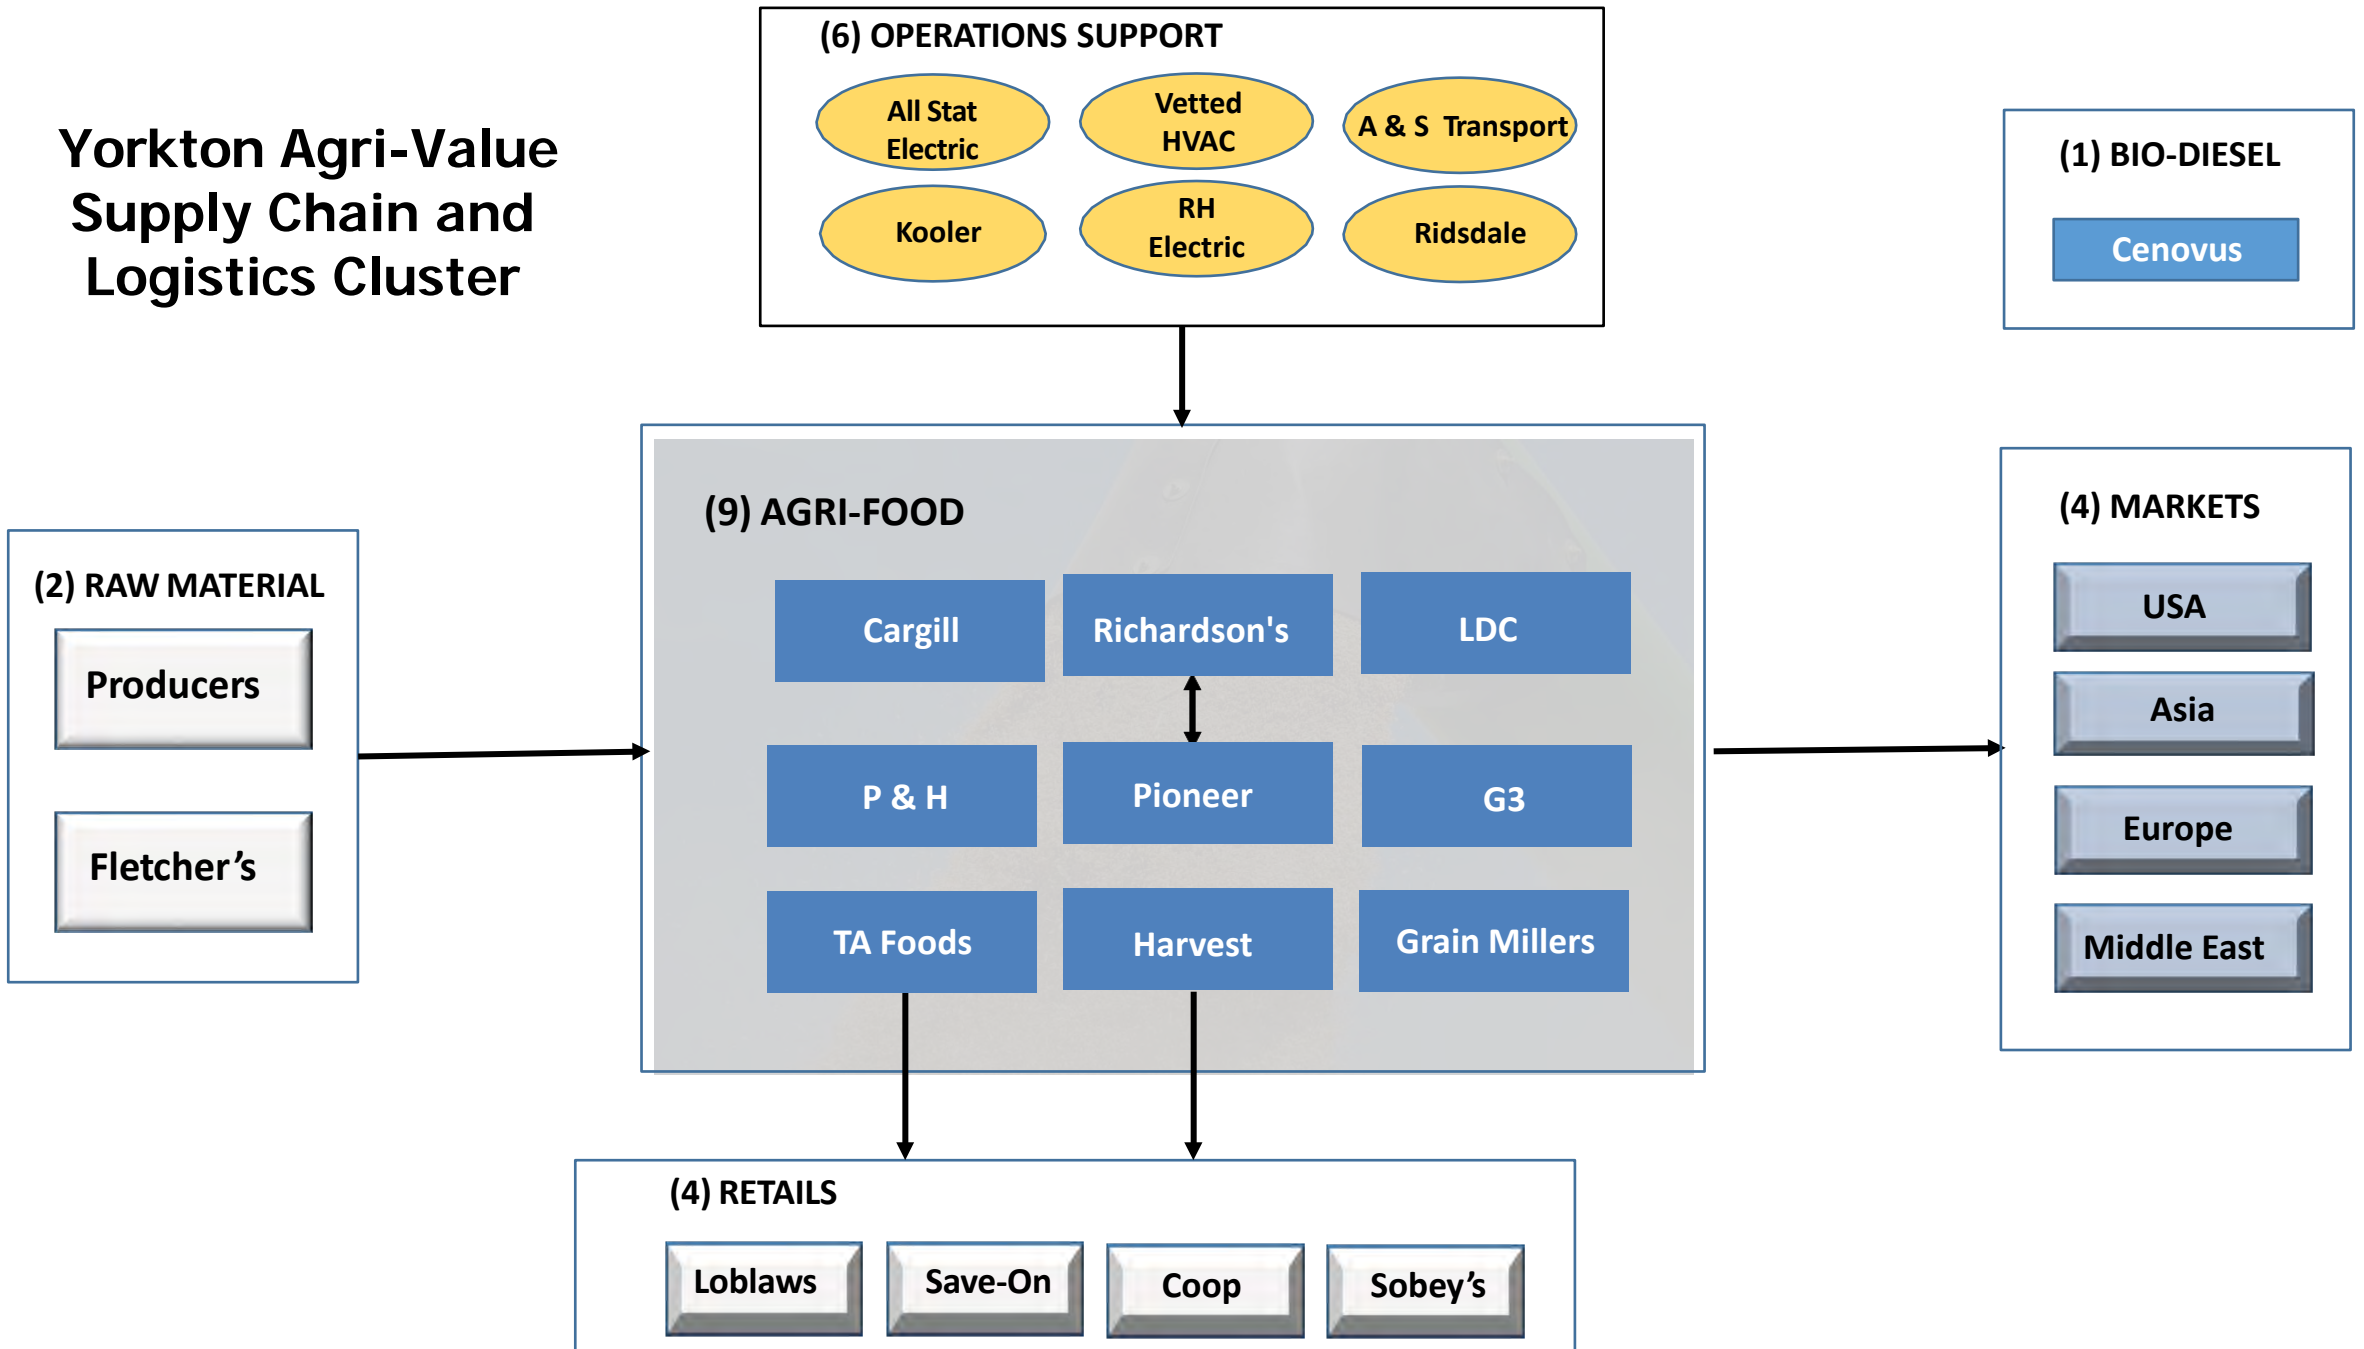 Yorkton Agri-Value
Supply Chain and
Logistics Cluster
(6) OPERATIONS SUPPORT
All Stat
Electric
Vetted
HVAC
A & S Transport
Kooler
RH
Electric
Ridsdale
(1) BIO-DIESEL
Cenovus
(2) RAW MATERIAL
Producers
Fletcher’s
(9) AGRI-FOOD
Cargill
Richardson's
LDC
P & H
Pioneer
G3
TA Foods
Harvest
Grain Millers
(4) MARKETS
USA
Asia
Europe
Middle East
(4) RETAILS
Loblaws
Save-On
Coop
Sobey’s